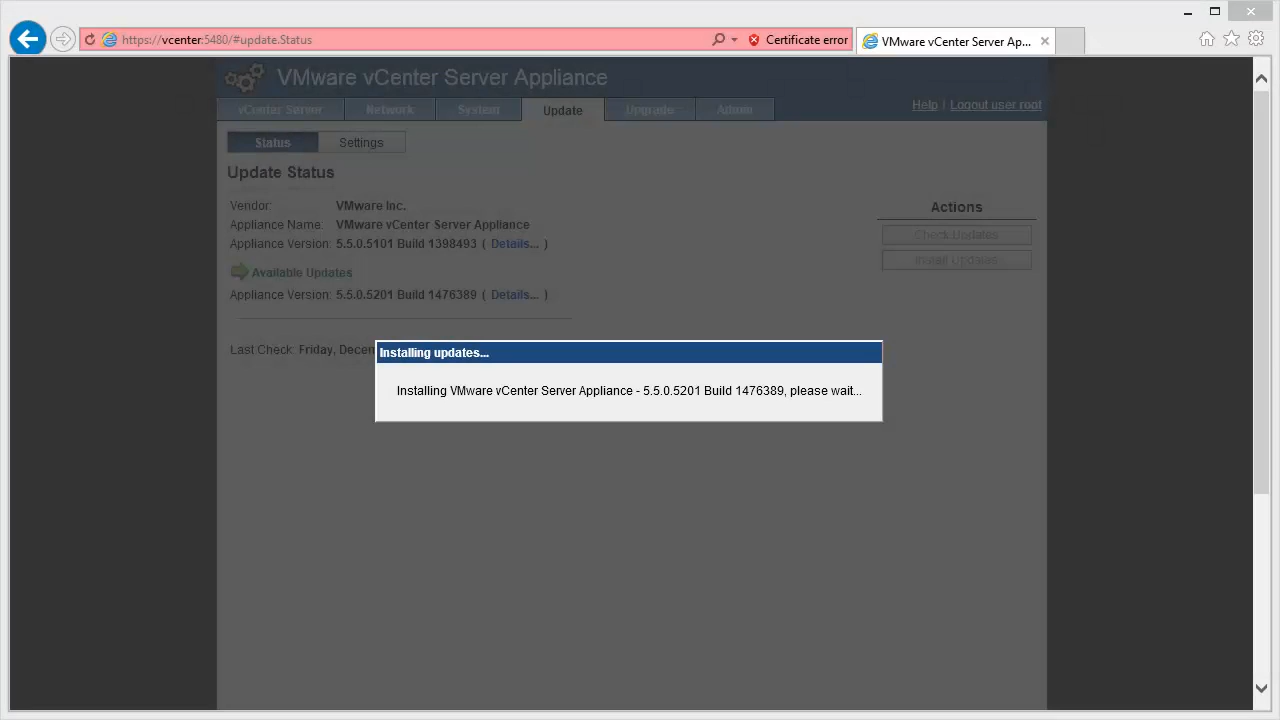 https://vcenter:5480/#update.Status
Certificate error
VMware vCenter Server Ap...
VMware vCenter Server Appliance
vCenter Server
Network
System
Update
Upgrade
Admin
Help | Logout user root
Status
Settings
Update Status
Vendor: VMware Inc.
Appliance Name: VMware vCenter Server Appliance
Appliance Version: 5.5.0.5101 Build 1398493 ( Details... )
Available Updates
Appliance Version: 5.5.0.5201 Build 1476389 ( Details... )
Last Check: Friday, Decem
Actions
Check Updates
Install Updates
Installing updates...
Installing VMware vCenter Server Appliance - 5.5.0.5201 Build 1476389, please wait...